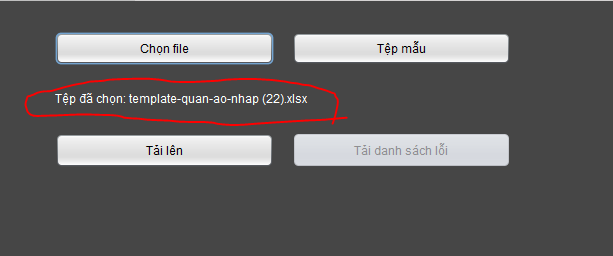 Chọn file
Tệp mẫu
Tệp đã chọn: template-quan-ao-nhap (22).xlsx
Tải lên
Tải danh sách lỗi